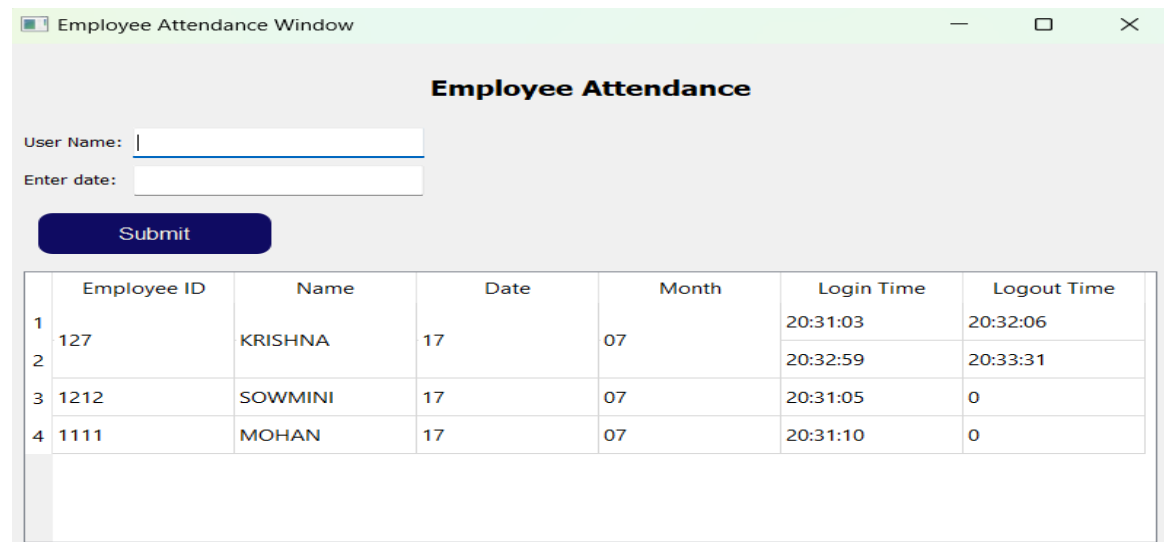 Employee Attendance Window
Employee Attendance
User Name:
Enter date:
Submit
Employee ID Name Date Month Login Time Logout Time
1 127 KRISHNA 17 07 20:31:03 20:32:06
2 20:32:59 20:33:31
3 1212 SOWMINI 17 07 20:31:05 0
4 1111 MOHAN 17 07 20:31:10 0